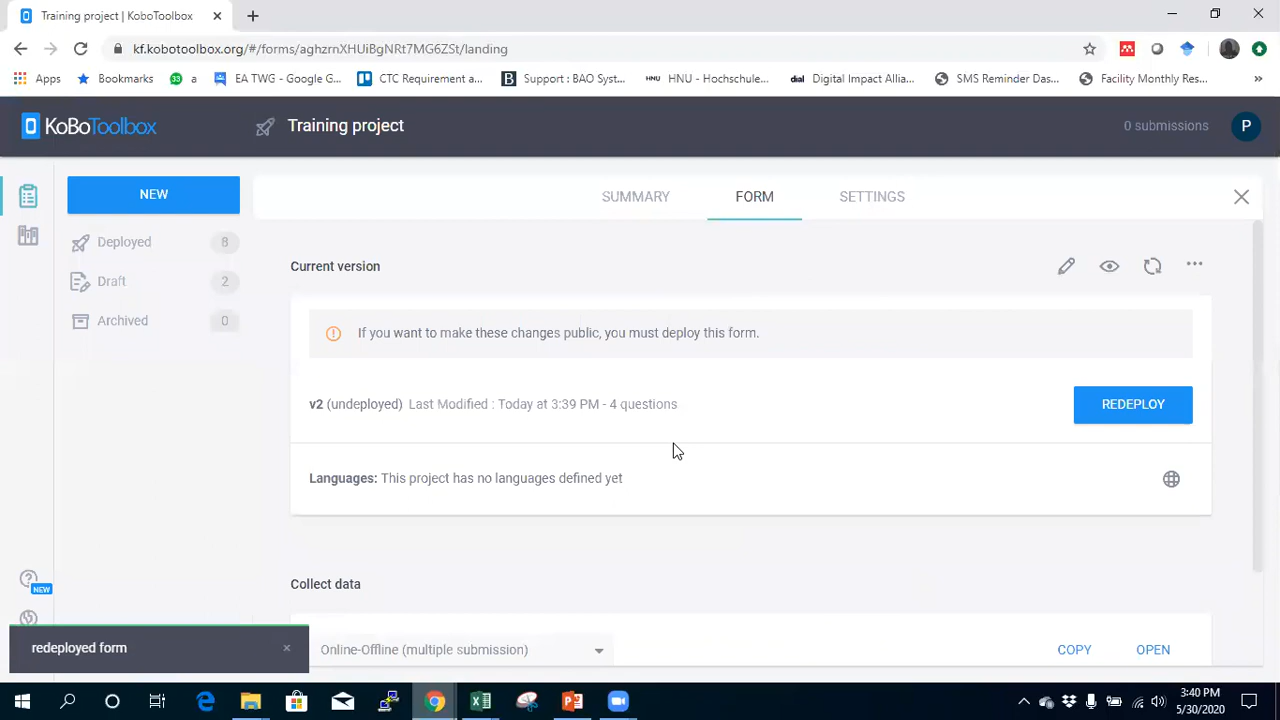 Training project | KoboToolbox
kf.kobotoolbox.org/#/forms/aghzrnXHUiBgNRt7MG6ZSt/landing
Apps
Bookmarks
33
a
EA TWG - Google G...
CTC Requirement a...
B
Support : BAO Syst...
HNU
HNU - Hochschule...
dial
Digital Impact Allia...
SMS Reminder Das...
Facility Monthly Res...
»
KoBoToolbox
Training project
0 submissions
P
NEW
SUMMARY
FORM
SETTINGS
Deployed
8
Draft
2
Archived
0
Current version
If you want to make these changes public, you must deploy this form.
v2 (undeployed) Last Modified : Today at 3:39 PM - 4 questions
REDEPLOY
Languages: This project has no languages defined yet
Collect data
NEW
redeployed form
×
Online-Offline (multiple submission)
COPY
OPEN
3:40 PM
5/30/2020